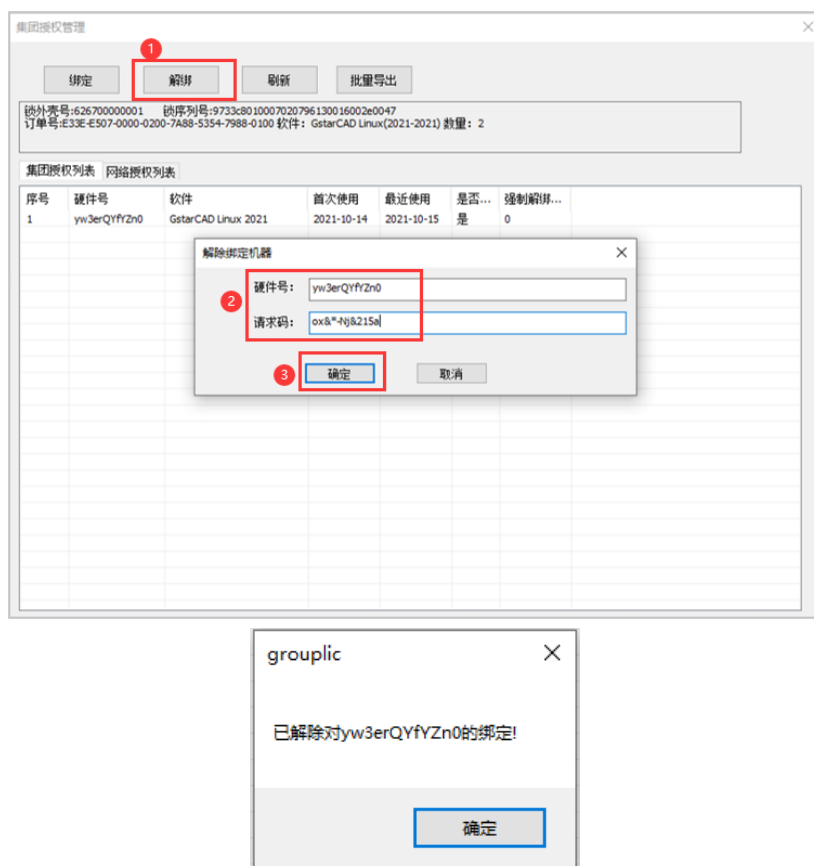 集团授权管理
1
绑定 解绑 刷新 批量导出
锁外壳号:626700000001 锁序列号:9733c8010007020796130016002e0047
订单号:E33E-E507-0000-0200-7A88-5354-7988-0100 软件: GstarCAD Linux(2021-2021) 数量: 2
集团授权列表 网络授权列表
序号 硬件号 软件 首次使用 最近使用 是否... 强制解绑...
1 yw3erQYfYZn0 GstarCAD Linux 2021 2021-10-14 2021-10-15 是 0
解除绑定机器
硬件号: yw3erQYfYZn0
2
请求码: ox&*-Nj&215a
3 确定 取消
grouplic
已解除对yw3erQYfYZn0的绑定!
确定